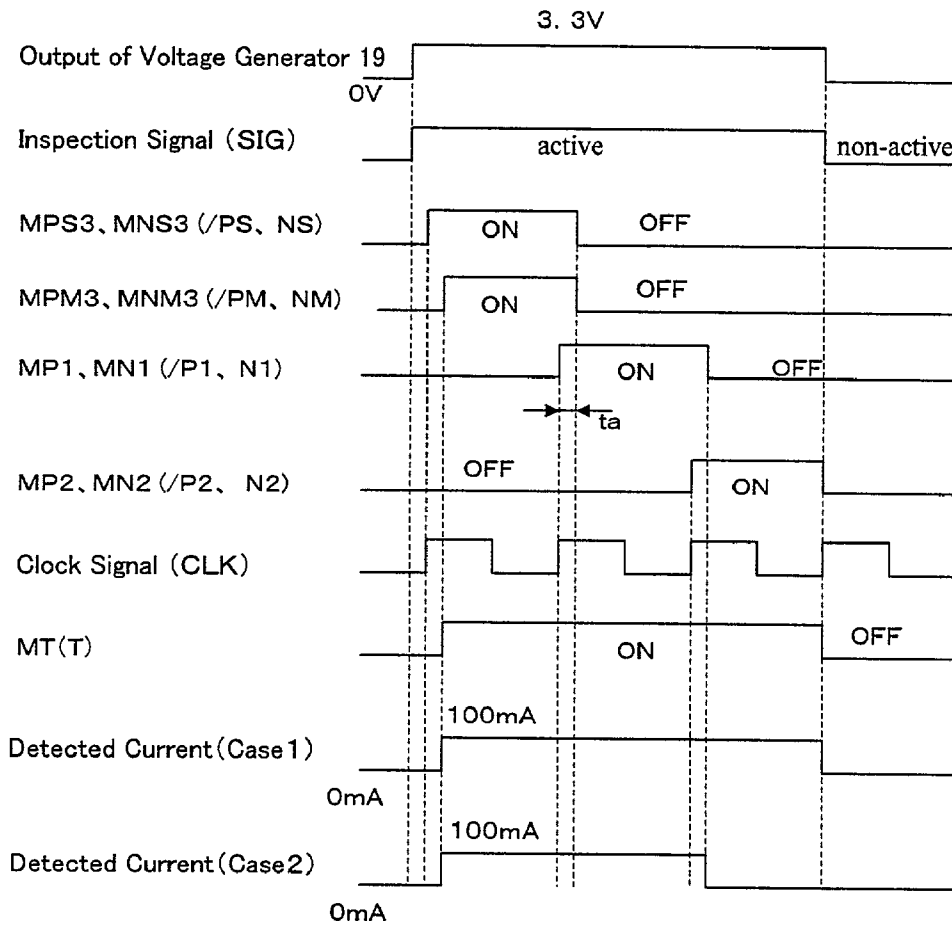 3. 3V
Output of Voltage Generator 19
0V
Inspection Signal (SIG)
active
non-active
MPS3、MNS3 (/PS、NS)
ON
OFF
MPM3、MNM3 (/PM、NM)
ON
OFF
MP1、MN1 (/P1、N1)
ON
OFF
ta
MP2、MN2 (/P2、 N2)
OFF
ON
Clock Signal (CLK)
MT(T)
ON
OFF
100mA
Detected Current(Case1)
0mA
100mA
Detected Current(Case2)
0mA